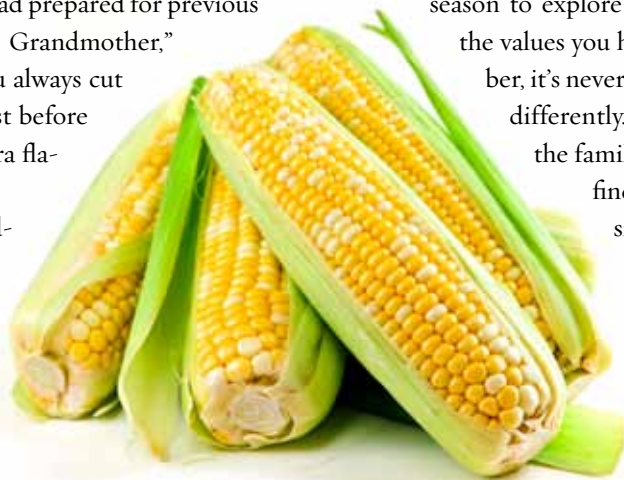 ad prepared for previous
Grandmother,”
u always cut
st before
ra fla-
l-
season to explore
the values you h
ber, it’s never
differently.
the famil
fin
s